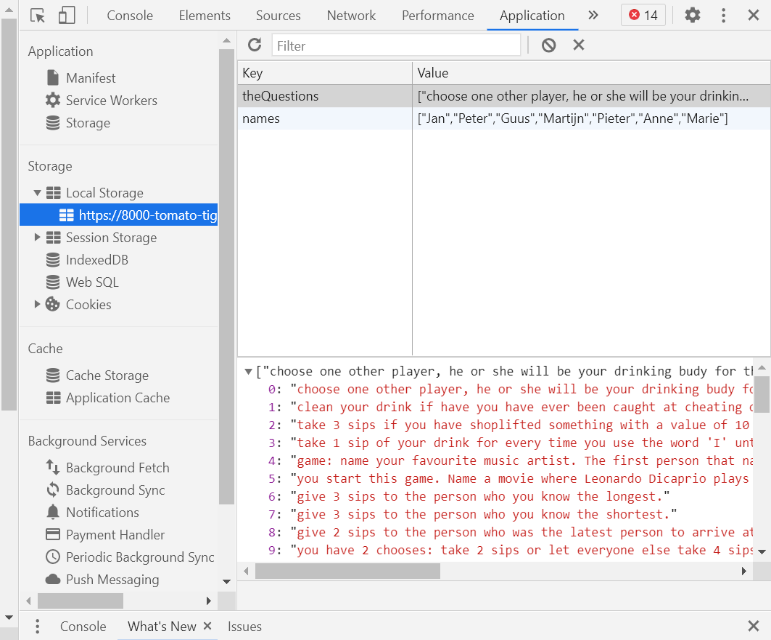 Console Elements Sources Network Performance Application 14
Filter
Application
Manifest
Service Workers
Storage
Storage
Local Storage
https://8000-tomato-tig
Session Storage
IndexedDB
Web SQL
Cookies
Cache
Cache Storage
Application Cache
Background Services
Background Fetch
Background Sync
Notifications
Payment Handler
Periodic Background Sync
Push Messaging
Key Value
theQuestions ["choose one other player, he or she will be your drinkin...
names ["Jan","Peter","Guus","Martijn","Pieter","Anne","Marie"]
["choose one other player, he or she will be your drinking budy for th
0: "choose one other player, he or she will be your drinking budy fo
1: "clean your drink if have you have ever been caught at cheating o
2: "take 3 sips if you have shoplifted something with a value of 10
3: "take 1 sip of your drink for every time you use the word 'I' unt
4: "game: name your favourite music artist. The first person that na
5: "you start this game. Name a movie where Leonardo Dicaprio plays
6: "give 3 sips to the person who you know the longest."
7: "give 3 sips to the person who you know the shortest."
8: "give 2 sips to the person who was the latest person to arrive at
9: "you have 2 chooses: take 2 sips or let everyone else take 4 sips
Console What's New Issues